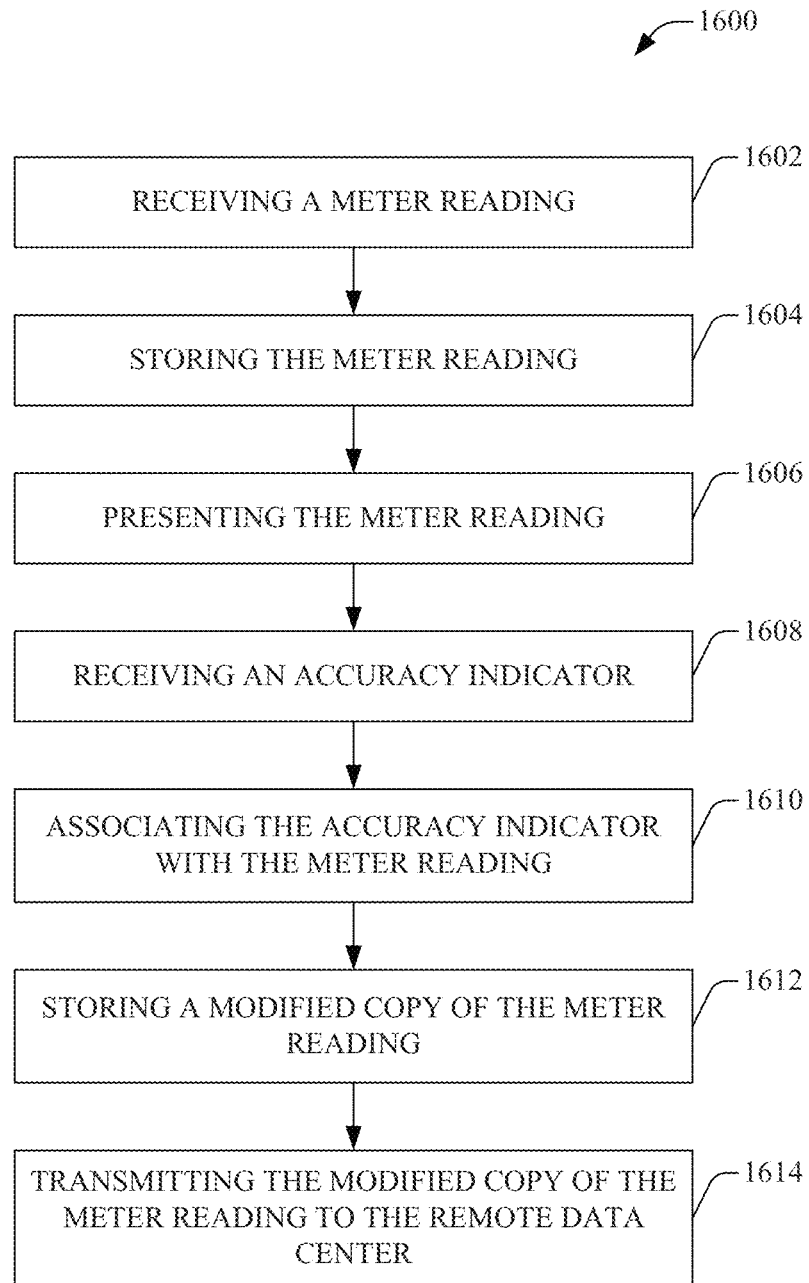 1600
1602
RECEIVING A METER READING
1604
STORING THE METER READING
1606
PRESENTING THE METER READING
1608
RECEIVING AN ACCURACY INDICATOR
1610
ASSOCIATING THE ACCURACY INDICATOR
WITH THE METER READING
1612
STORING A MODIFIED COPY OF THE METER
READING
1614
TRANSMITTING THE MODIFIED COPY OF THE
METER READING TO THE REMOTE DATA
CENTER